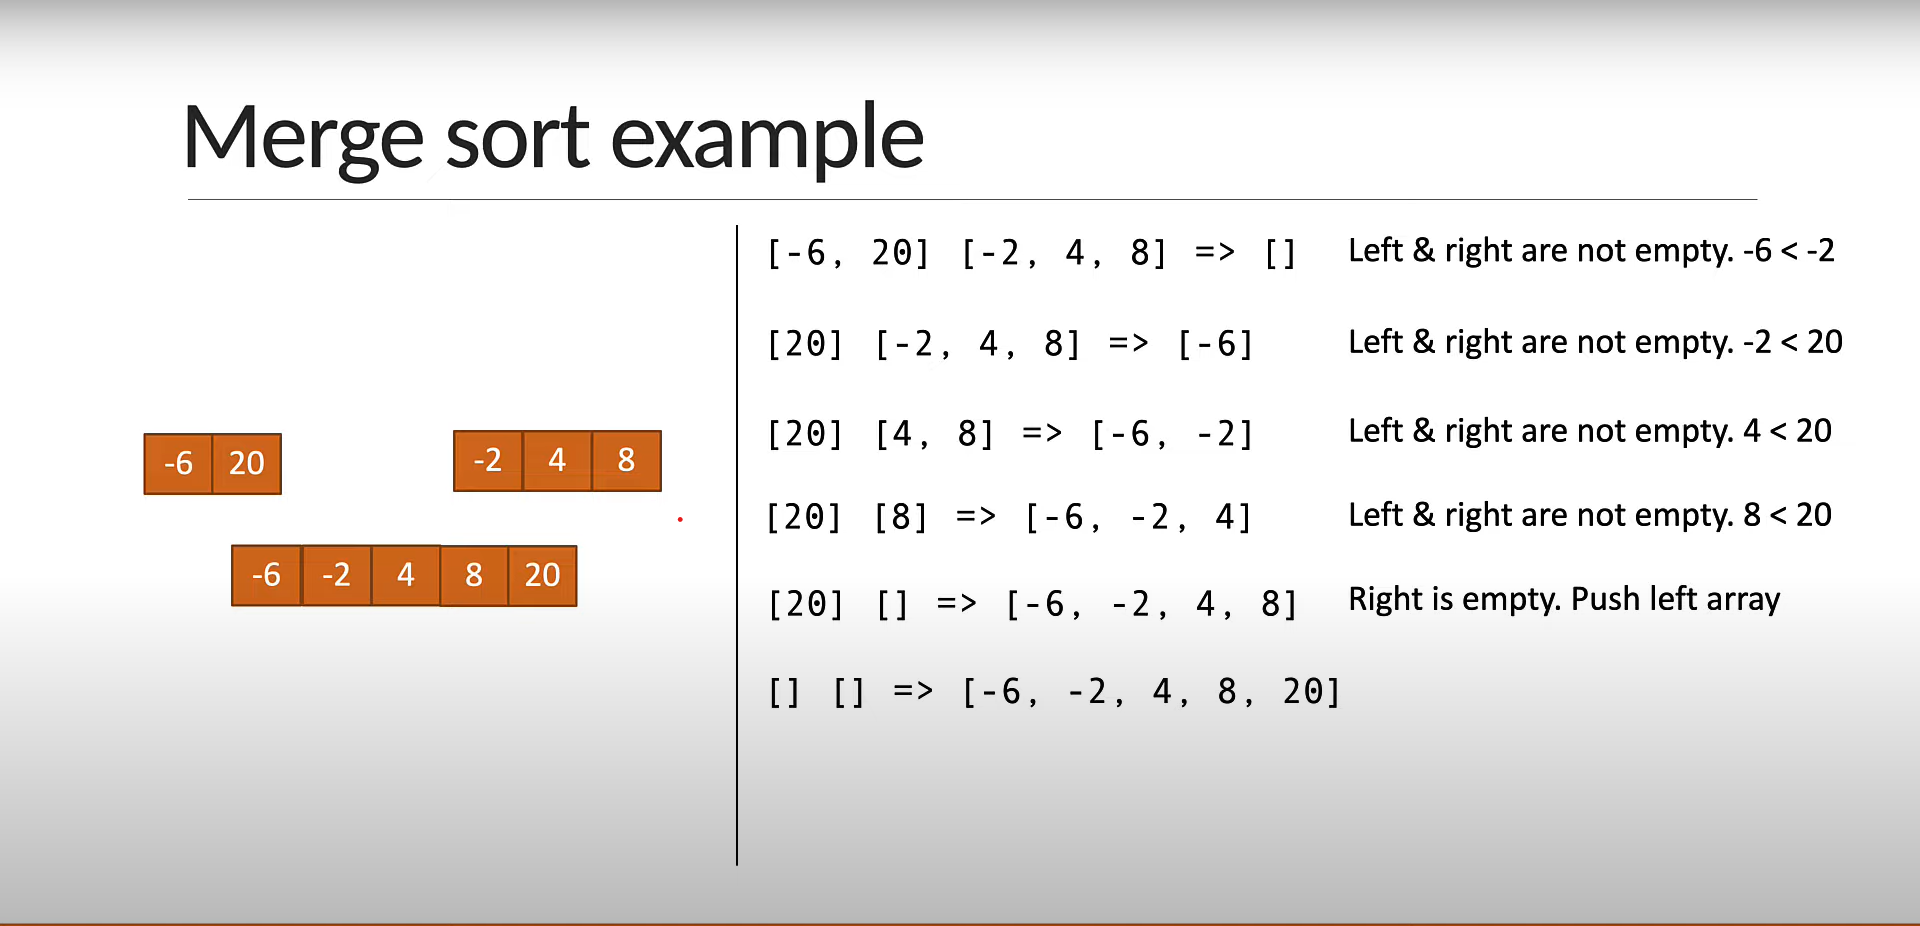 Merge sort example
-6 20
-2 4 8
-6 -2 4 8 20
[-6, 20] [-2, 4, 8] => [] Left & right are not empty. -6 < -2
[20] [-2, 4, 8] => [-6] Left & right are not empty. -2 < 20
[20] [4, 8] => [-6, -2] Left & right are not empty. 4 < 20
[20] [8] => [-6, -2, 4] Left & right are not empty. 8 < 20
[20] [] => [-6, -2, 4, 8] Right is empty. Push left array
[] [] => [-6, -2, 4, 8, 20]